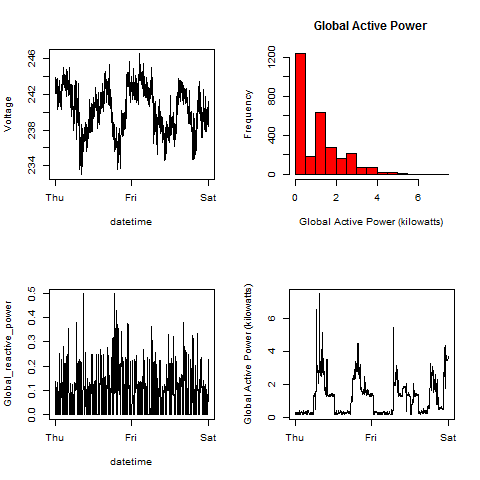 Voltage
234
238
242
246
Thu
Fri
Sat
datetime
Global Active Power
Frequency
0
400
800
1200
0
2
4
6
Global Active Power (kilowatts)
Global_reactive_power
0.0
0.1
0.2
0.3
0.4
0.5
Thu
Fri
Sat
datetime
Global Active Power (kilowatts)
0
2
4
6
Thu
Fri
Sat